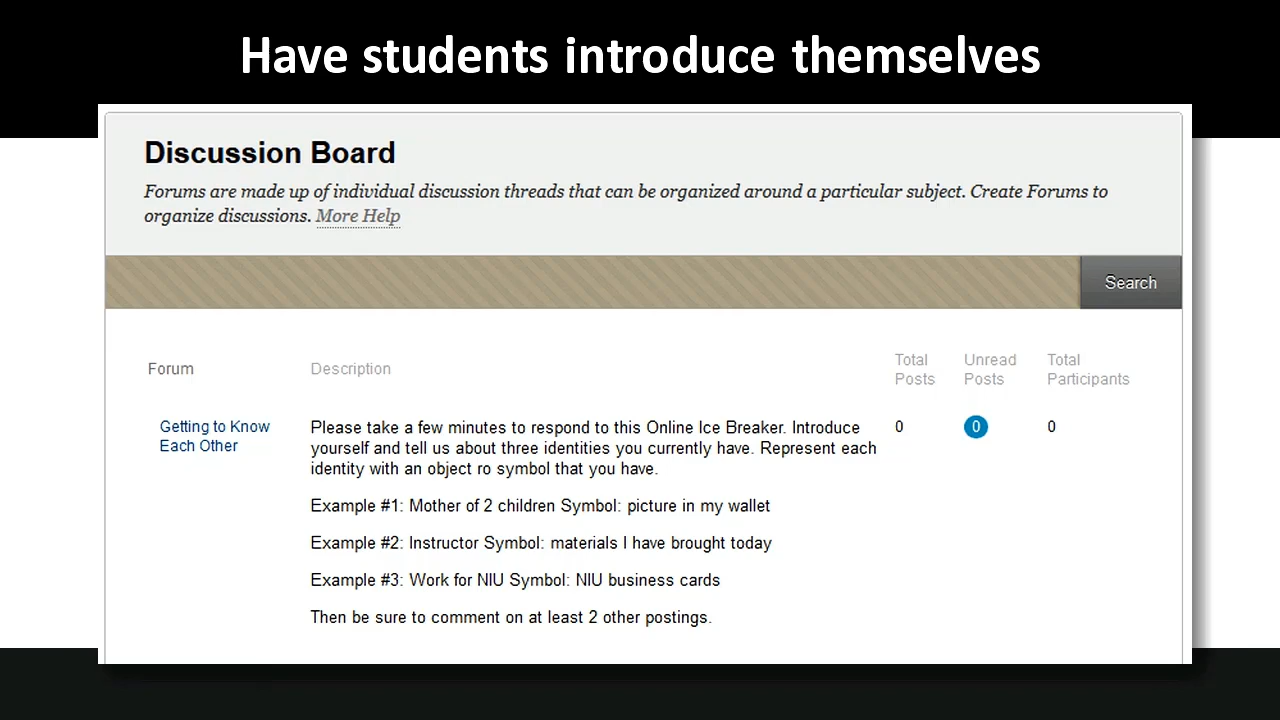 Have students introduce themselves
Discussion Board
Forums are made up of individual discussion threads that can be organized around a particular subject. Create Forums to
organize discussions. More Help
Search
Forum
Description
Total
Posts
Unread
Posts
Total
Participants
Getting to Know
Each Other
Please take a few minutes to respond to this Online Ice Breaker. Introduce
yourself and tell us about three identities you currently have. Represent each
identity with an object ro symbol that you have.
0
0
0
Example #1: Mother of 2 children Symbol: picture in my wallet
Example #2: Instructor Symbol: materials I have brought today
Example #3: Work for NIU Symbol: NIU business cards
Then be sure to comment on at least 2 other postings.